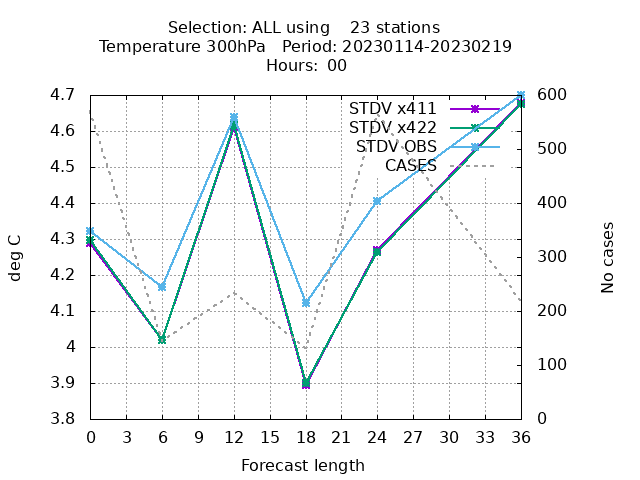 Selection: ALL using    23 stations
Temperature 300hPa   Period: 20230114-20230219
Hours:  00
STDV x411
STDV x422
STDV OBS
CASES
4.7
4.6
4.5
4.4
4.3
4.2
4.1
4
3.9
3.8
600
500
400
300
200
100
0
deg C
No cases
0 3 6 9 12 15 18 21 24 27 30 33 36
Forecast length